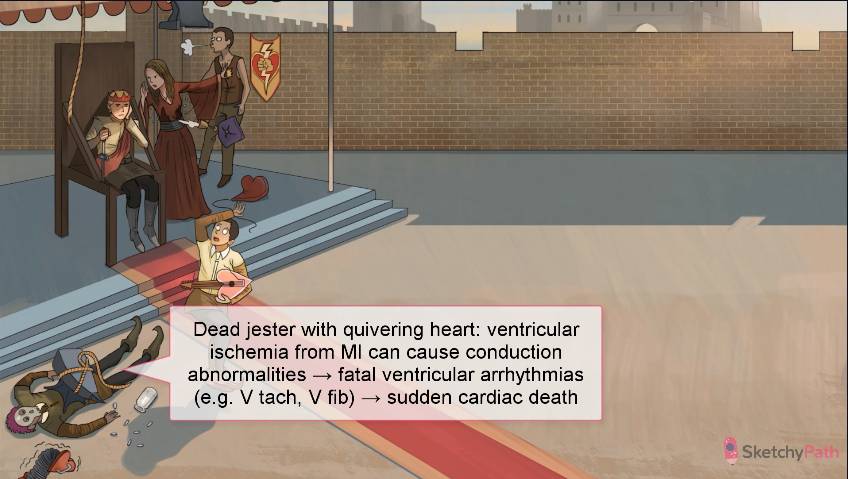 Dead jester with quivering heart: ventricular
ischemia from MI can cause conduction
abnormalities → fatal ventricular arrhythmias
(e.g. V tach, V fib) → sudden cardiac death
SketchyPath